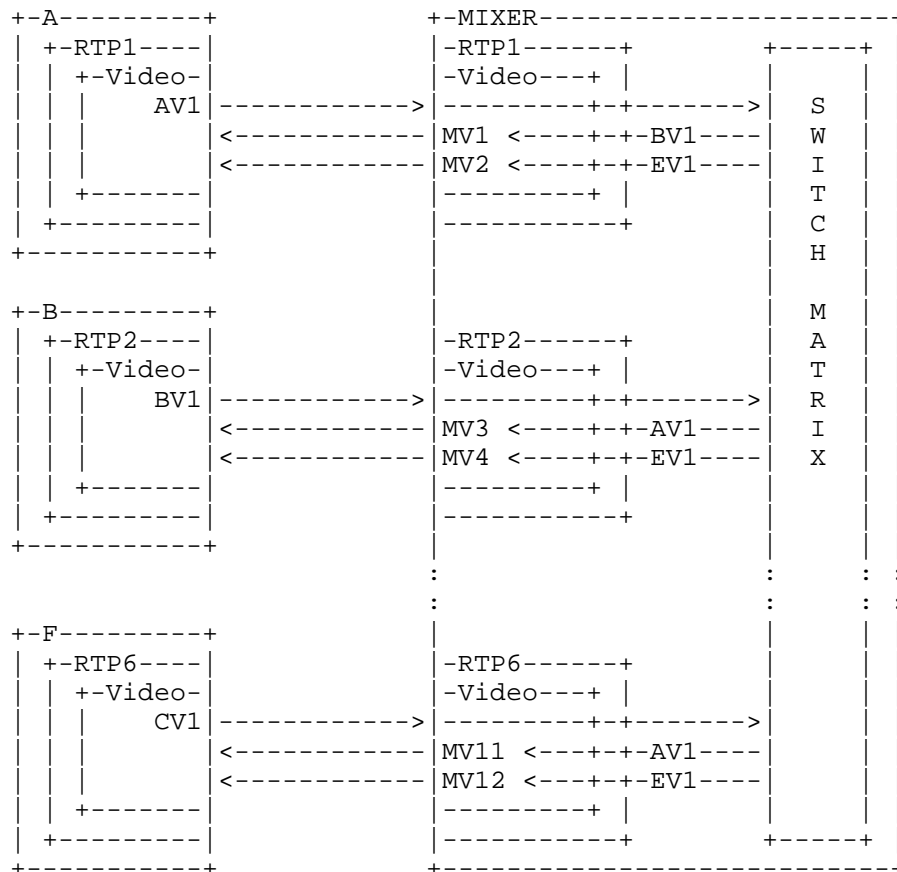 +-A---------+             +-MIXER------------------------
| +-RTP1----|             |-RTP1------+        +-----+ |
| | +-Video-|             |-Video---+ |        |     | |
| | |    AV1|------------>|---------+-+------->|  S  | |
| | |       |<------------|MV1 <----+-+-BV1----|  W  | |
| | |       |<------------|MV2 <----+-+-EV1----|  I  | |
| | +-------|             |---------+ |        |  T  | |
| +---------|             |-----------+        |  C  | |
+-----------+             |                    |  H  | |
|                    |     | |
+-B---------+             |                    |  M  | |
| +-RTP2----|             |-RTP2------+        |  A  | |
| | +-Video-|             |-Video---+ |        |  T  | |
| | |    BV1|------------>|---------+-+------->|  R  | |
| | |       |<------------|MV3 <----+-+-AV1----|  I  | |
| | |       |<------------|MV4 <----+-+-EV1----|  X  | |
| | +-------|             |---------+ |        |     | |
| +---------|             |-----------+        |     | |
+-----------+             |                    |     | |
:                    :     : :
:                    :     : :
+-F---------+             |                    |     | |
| +-RTP6----|             |-RTP6------+        |     | |
| | +-Video-|             |-Video---+ |        |     | |
| | |    CV1|------------>|---------+-+------->|     | |
| | |       |<------------|MV11 <---+-+-AV1----|     | |
| | |       |<------------|MV12 <---+-+-EV1----|     | |
| | +-------|             |---------+ |        |     | |
| +---------|             |-----------+        +-----+ |
+-----------+             +------------------------------